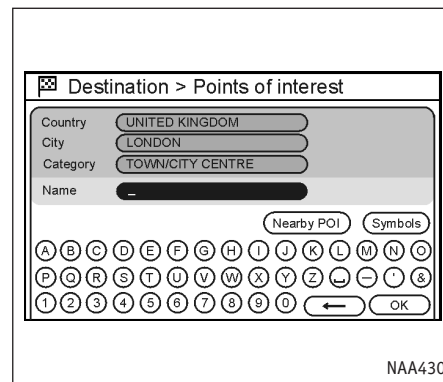 Destination > Points of interest
Country UNITED KINGDOM
City LONDON
Category TOWN/CITY CENTRE
Name _
Nearby POI Symbols
A B C D E F G H I J K L M N O
P Q R S T U V W X Y Z ␣ – ' &
1 2 3 4 5 6 7 8 9 0 ← OK
NAA430